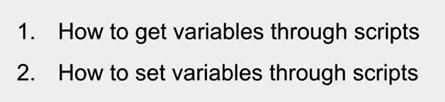 1. How to get variables through scripts
2. How to set variables through scripts